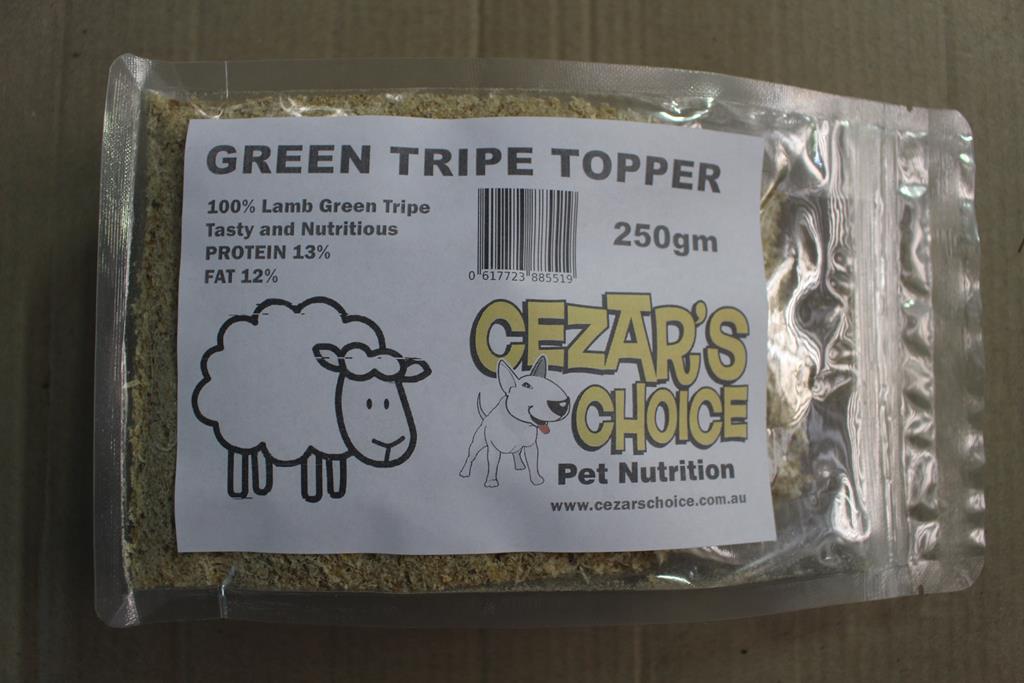 GREEN TRIPE TOPPER
100% Lamb Green Tripe
Tasty and Nutritious
PROTEIN 13%
FAT 12%
0 617723 885519
250gm
CEZAR'S
CHOICE
Pet Nutrition
www.cezarschoice.com.au